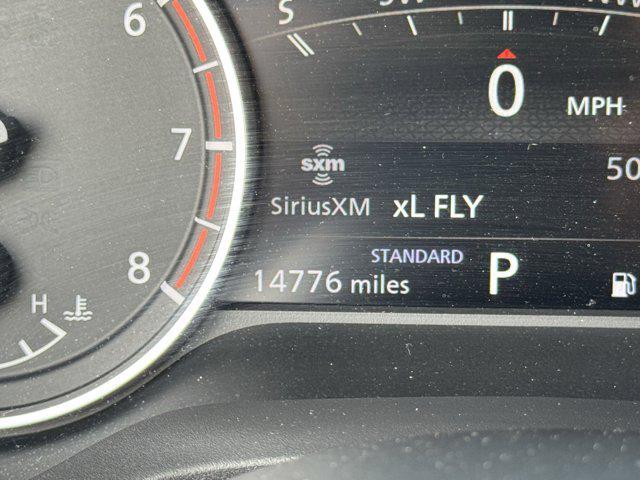 6
S
0
MPH
7
sxm
50
SiriusXM xL FLY
STANDARD
8
14776 miles
P
H